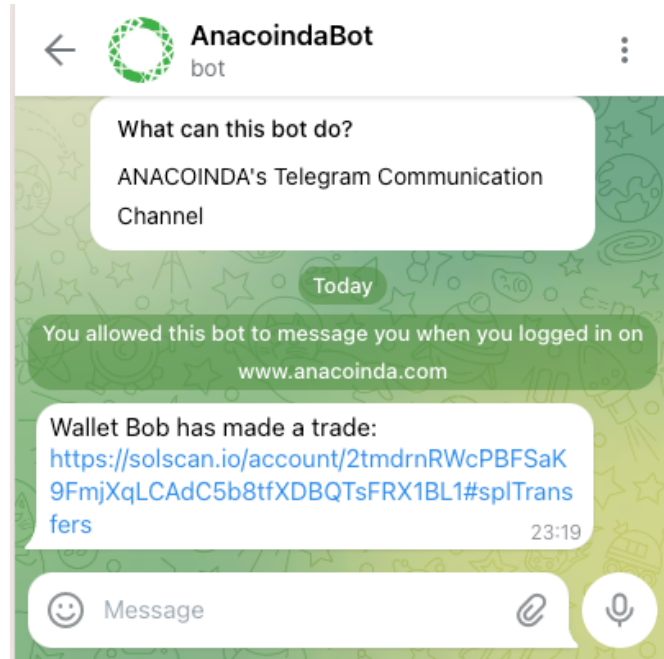 AnacoindaBot
bot
What can this bot do?
ANACOINDA's Telegram Communication
Channel
Today
You allowed this bot to message you when you logged in on
www.anacoinda.com
Wallet Bob has made a trade:
https://solscan.io/account/2tmdrnRWcPBFSaK
9FmjXqLCAdC5b8tfXDBQTsFRX1BL1#splTrans
fers
23:19
Message